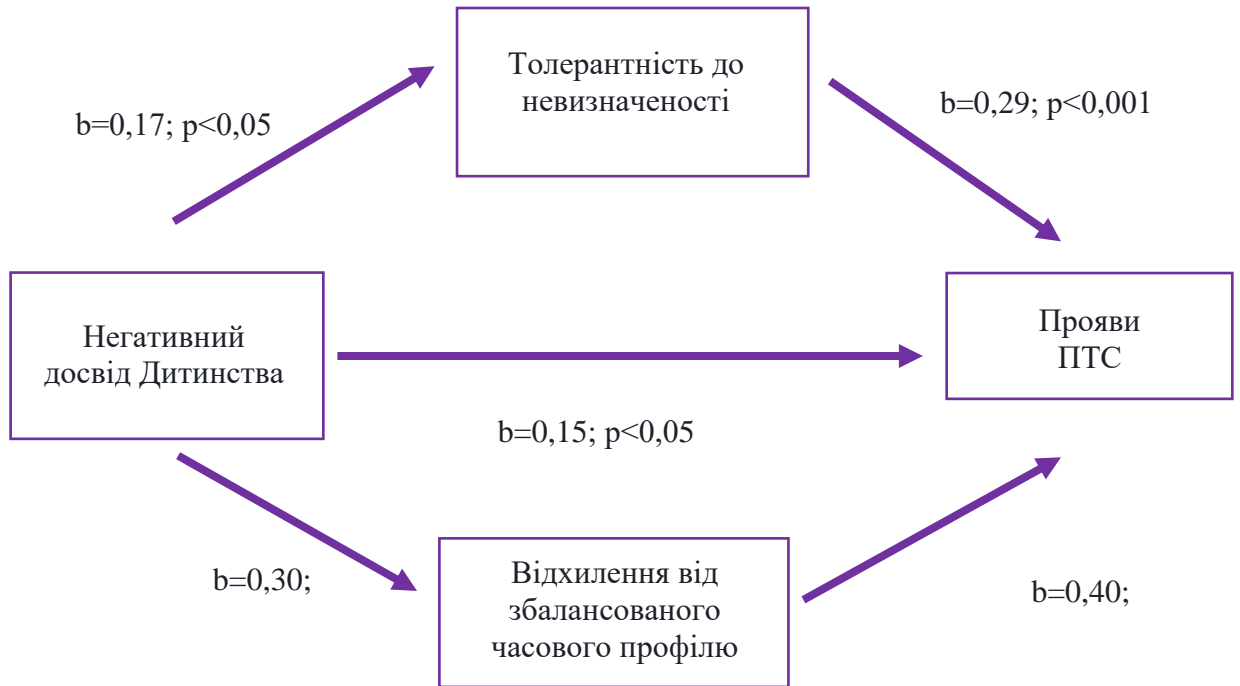 Толерантність до
невизначеності
b=0,17; p<0,05
b=0,29; p<0,001
Негативний
досвід Дитинства
Прояви
ПТС
b=0,15; p<0,05
b=0,30;
Відхилення від
збалансованого
часового профілю
b=0,40;